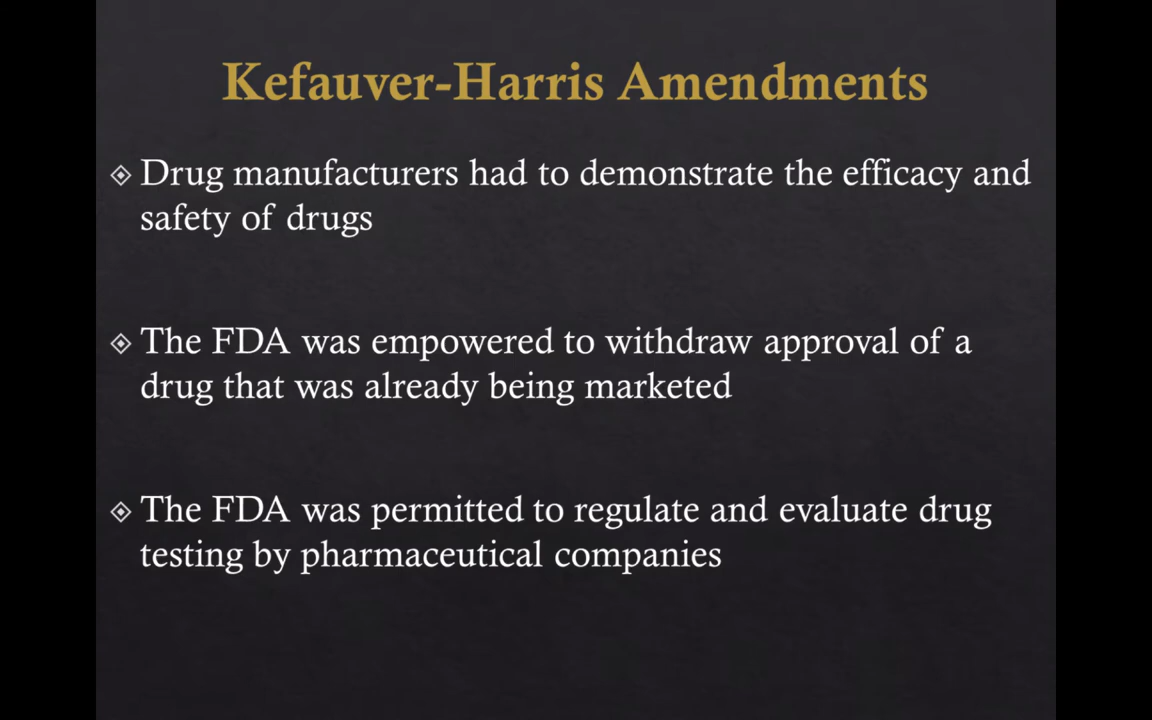 Kefauver-Harris Amendments
Drug manufacturers had to demonstrate the efficacy and
safety of drugs
The FDA was empowered to withdraw approval of a
drug that was already being marketed
The FDA was permitted to regulate and evaluate drug
testing by pharmaceutical companies